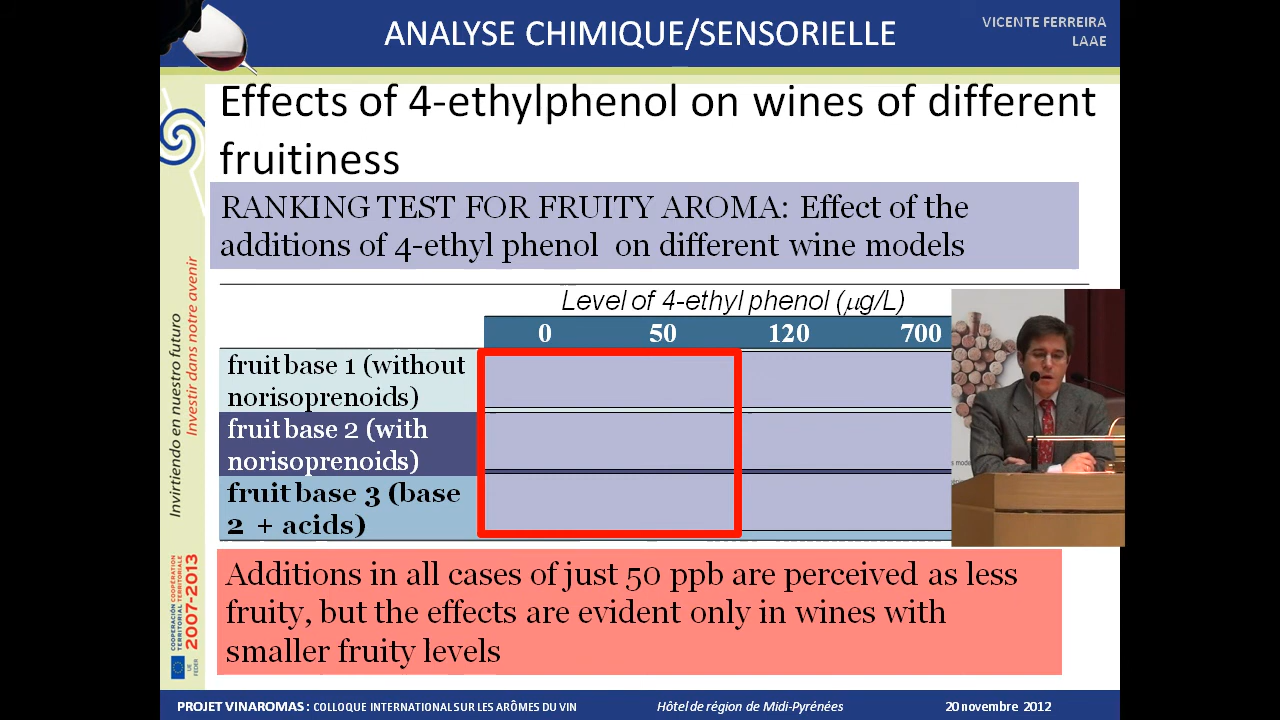 ANALYSE CHIMIQUE/SENSORIELLE
VICENTE FERREIRA
LAAE
Effects of 4-ethylphenol on wines of different
fruitiness
RANKING TEST FOR FRUITY AROMA: Effect of the
additions of 4-ethyl phenol on different wine models
Level of 4-ethyl phenol (μg/L)
0 50 120 700
fruit base 1 (without
norisoprenoids)
fruit base 2 (with
norisoprenoids)
fruit base 3 (base
2 + acids)
Additions in all cases of just 50 ppb are perceived as less
fruity, but the effects are evident only in wines with
smaller fruity levels
Invirtiendo en nuestro futuro
Investir dans notre avenir
COOPERACIÓN TERRITORIAL
COOPÉRATION TERRITORIALE
2007-2013
UE
FEDER
PROJET VINAROMAS : COLLOQUE INTERNATIONAL SUR LES ARÔMES DU VIN
Hôtel de région de Midi-Pyrénées
20 novembre 2012